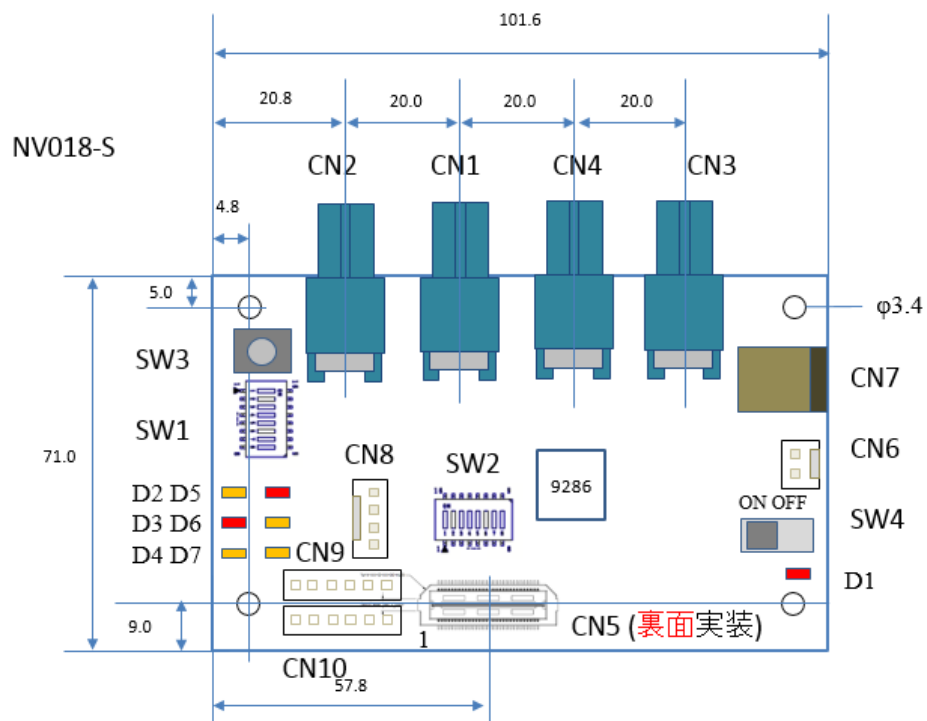 101.6
20.8
20.0
20.0
20.0
NV018-S
CN2
CN1
CN4
CN3
4.8
5.0
φ3.4
SW3
CN7
SW1
71.0
CN8
SW2
CN6
9286
D2 D5
ON OFF
D3 D6
SW4
D4 D7
CN9
D1
9.0
1
CN5 (裏面実装)
CN10
57.8